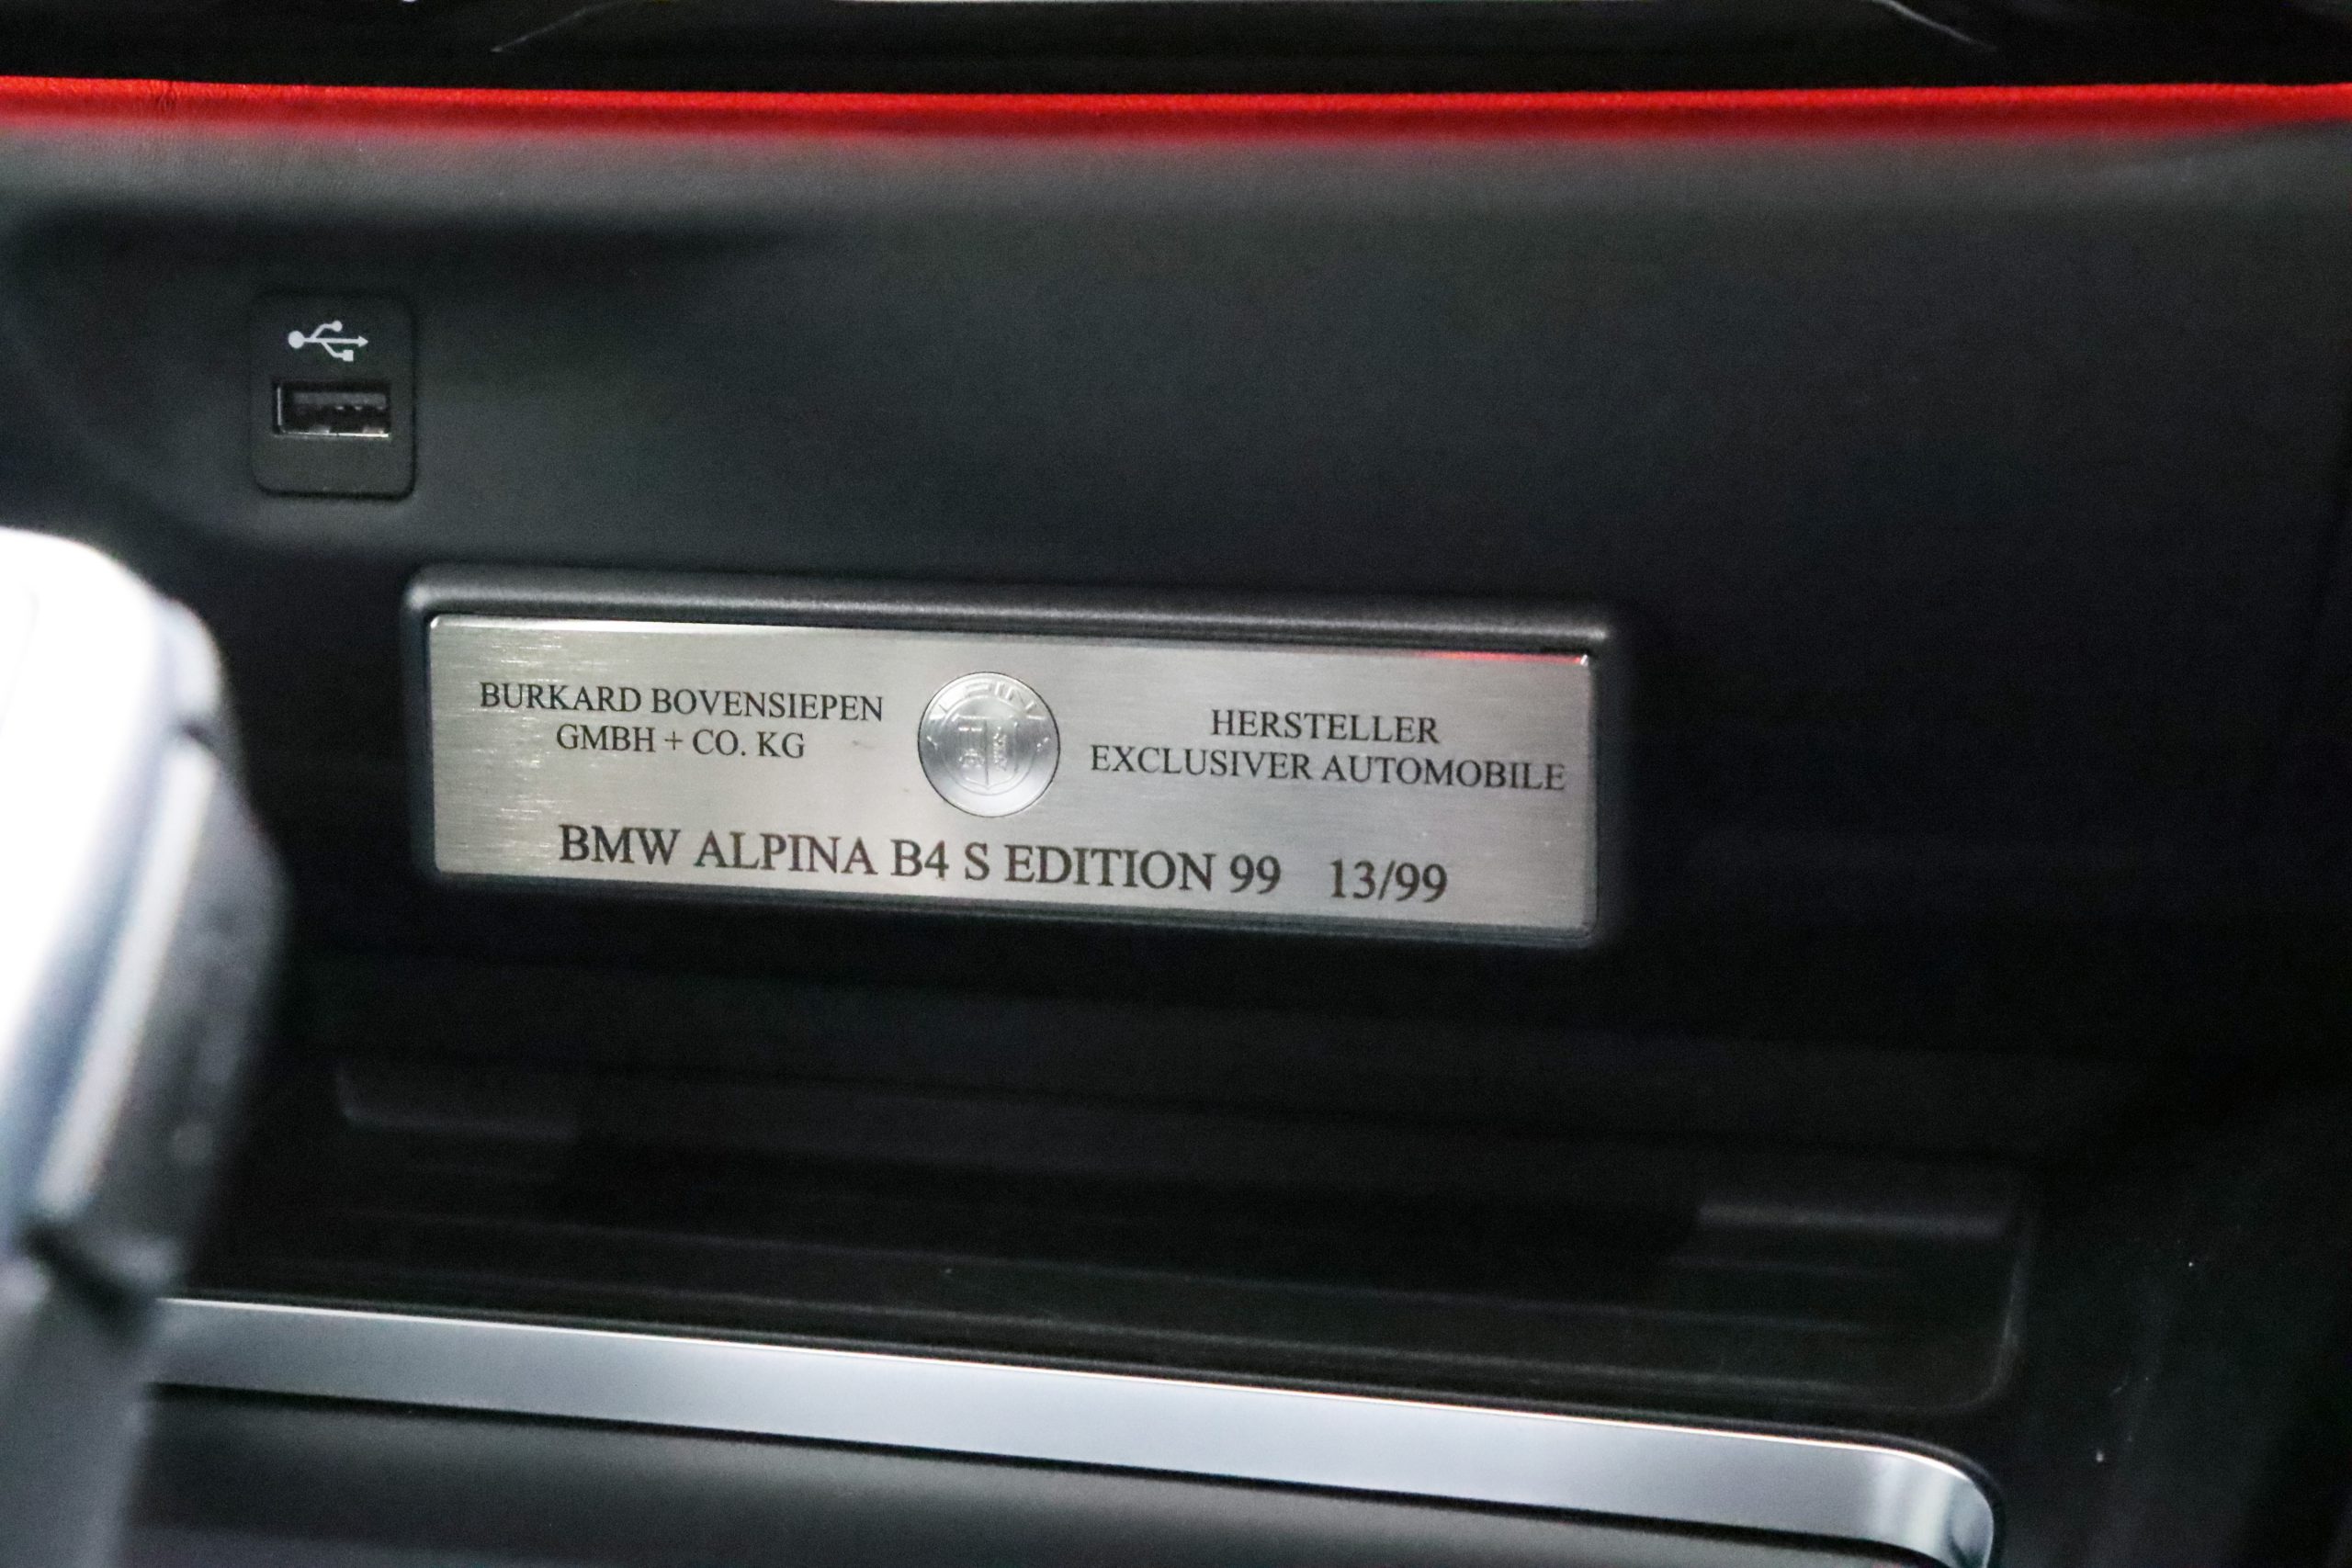 BURKARD BOVENSIEPEN
GMBH + CO. KG
HERSTELLER
EXCLUSIVER AUTOMOBILE
BMW ALPINA B4 S EDITION 99 13/99